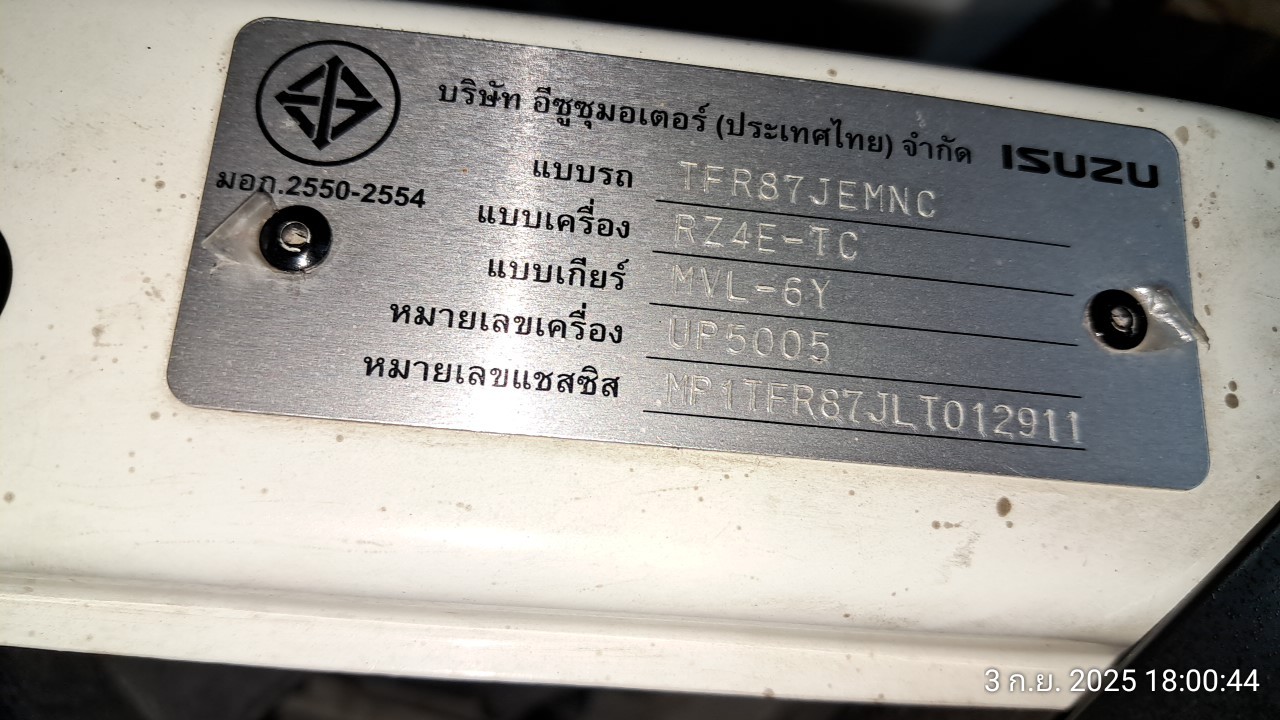 บริษัท อีซูซุมอเตอร์ (ประเทศไทย) จำกัด ISUZU
มอก.2550-2554
แบบรถ TFR87JEMNC
แบบเครื่อง RZ4E-TC
แบบเกียร์ MVL-6Y
หมายเลขเครื่อง UP5005
หมายเลขแชสซิส MP1TFR87JLT012911
3 ก.ย. 2025 18:00:44